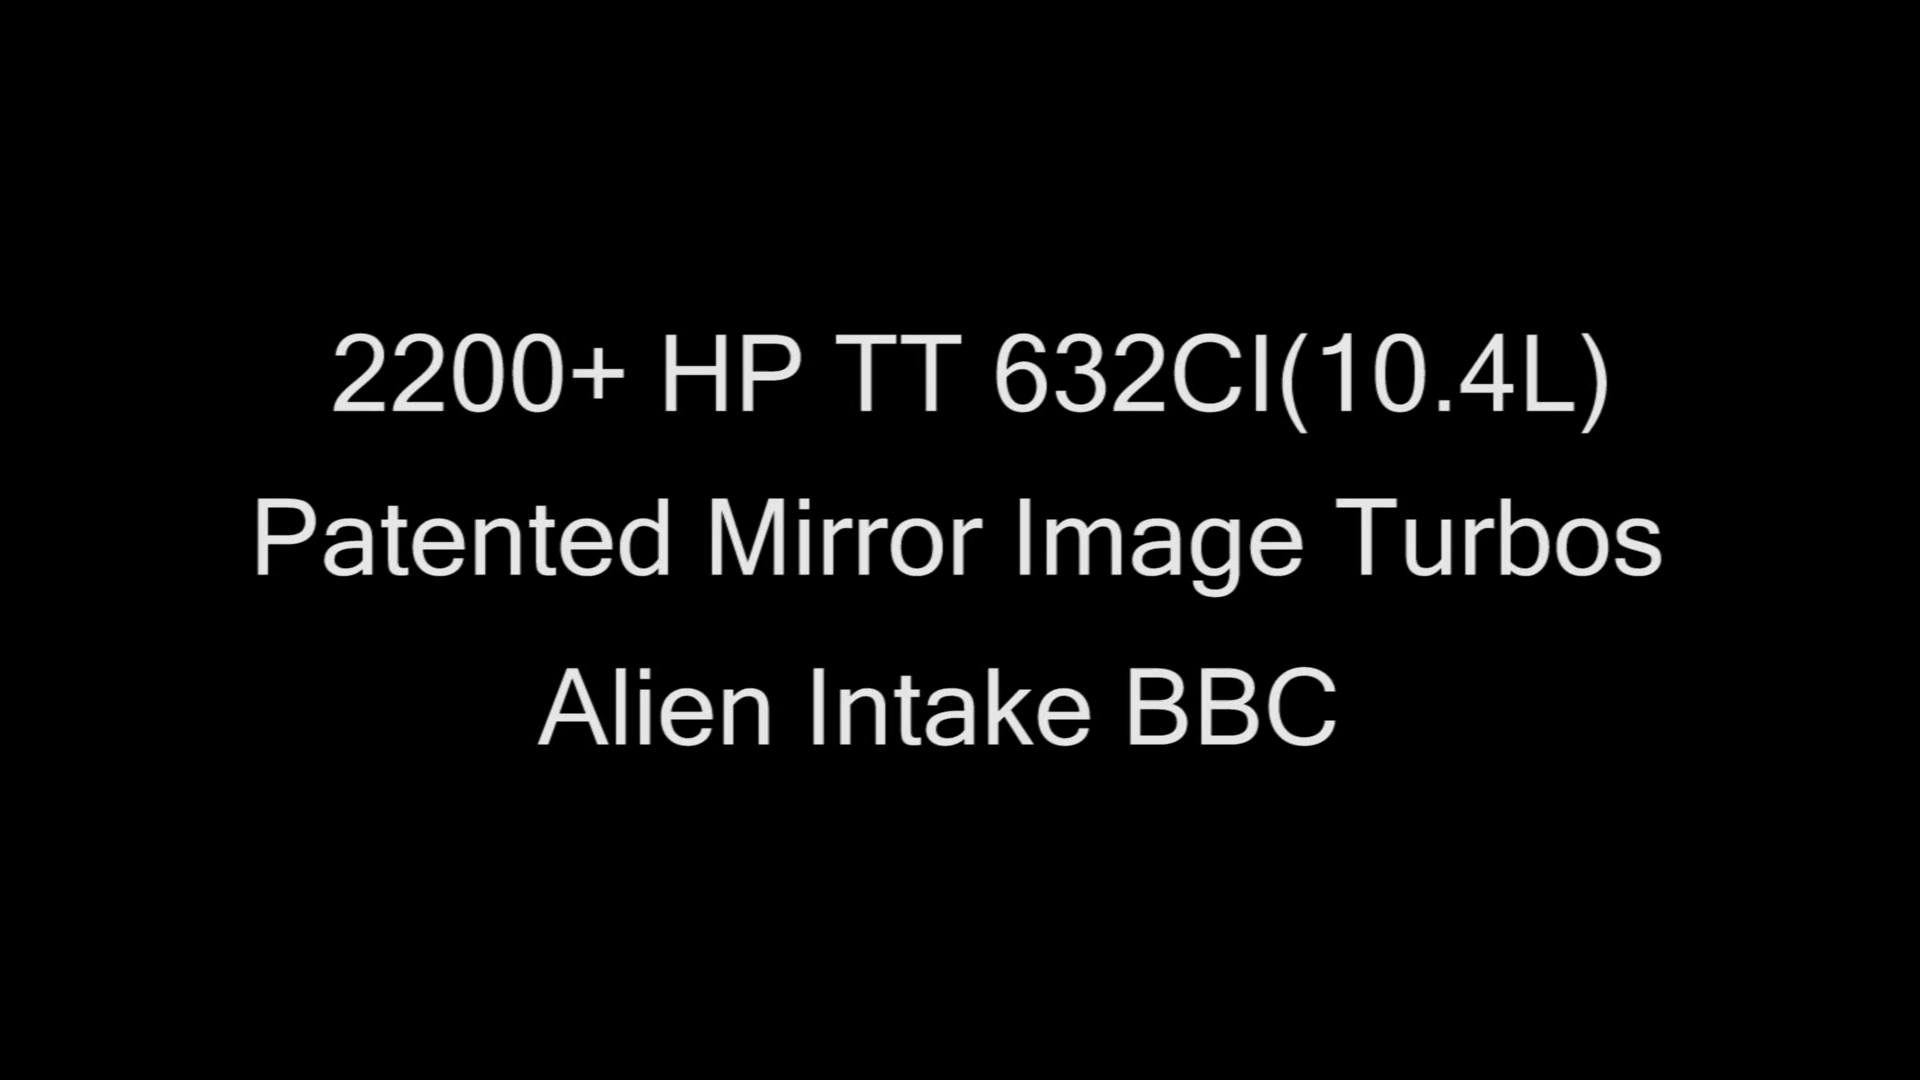 2200+ HP TT 632CI(10.4L)
Patented Mirror Image Turbos
Alien Intake BBC